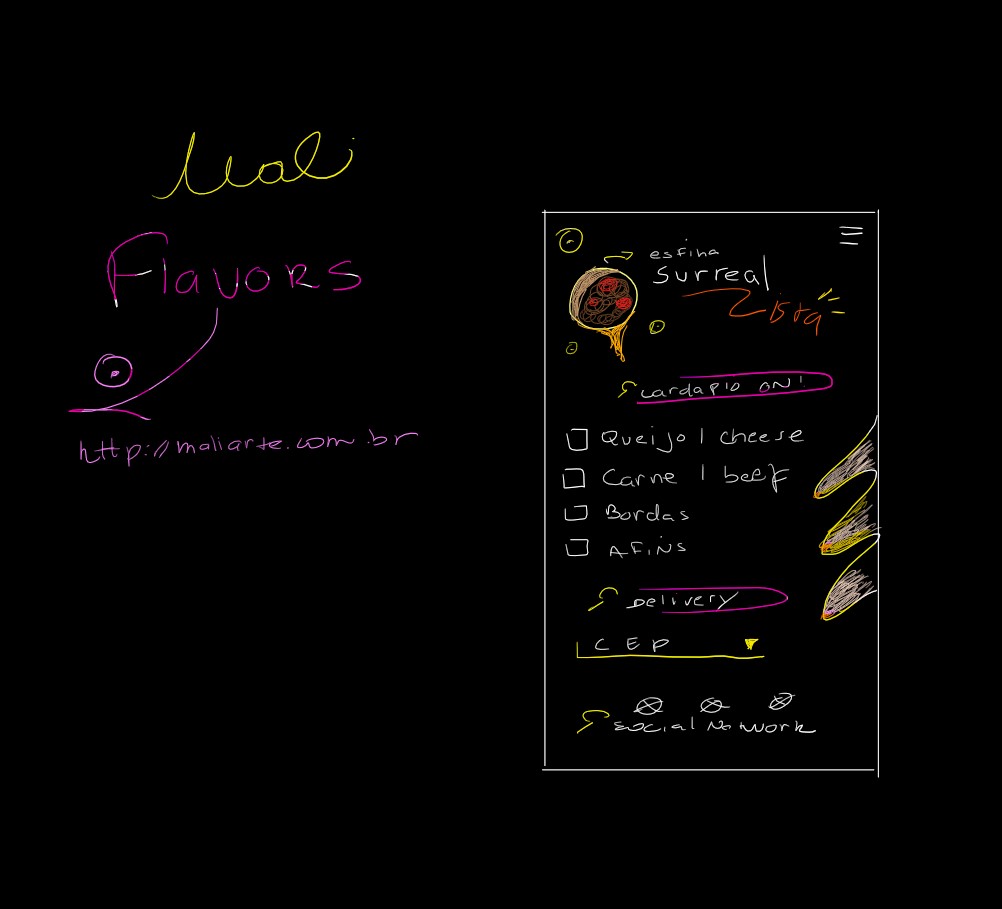 Mali
Flavors
http://maliarte.com.br
esfiha
surreal
ista
cardapio ON!
Queijo | cheese
Carne | beef
Bordas
Afins
Delivery
CEP
social Network